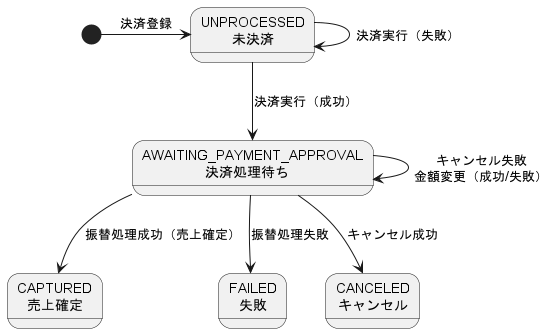 決済登録
UNPROCESSED
未決済
決済実行（失敗）
決済実行（成功）
AWAITING_PAYMENT_APPROVAL
決済処理待ち
キャンセル失敗
金額変更（成功/失敗）
振替処理成功（売上確定）
振替処理失敗
キャンセル成功
CAPTURED
売上確定
FAILED
失敗
CANCELED
キャンセル